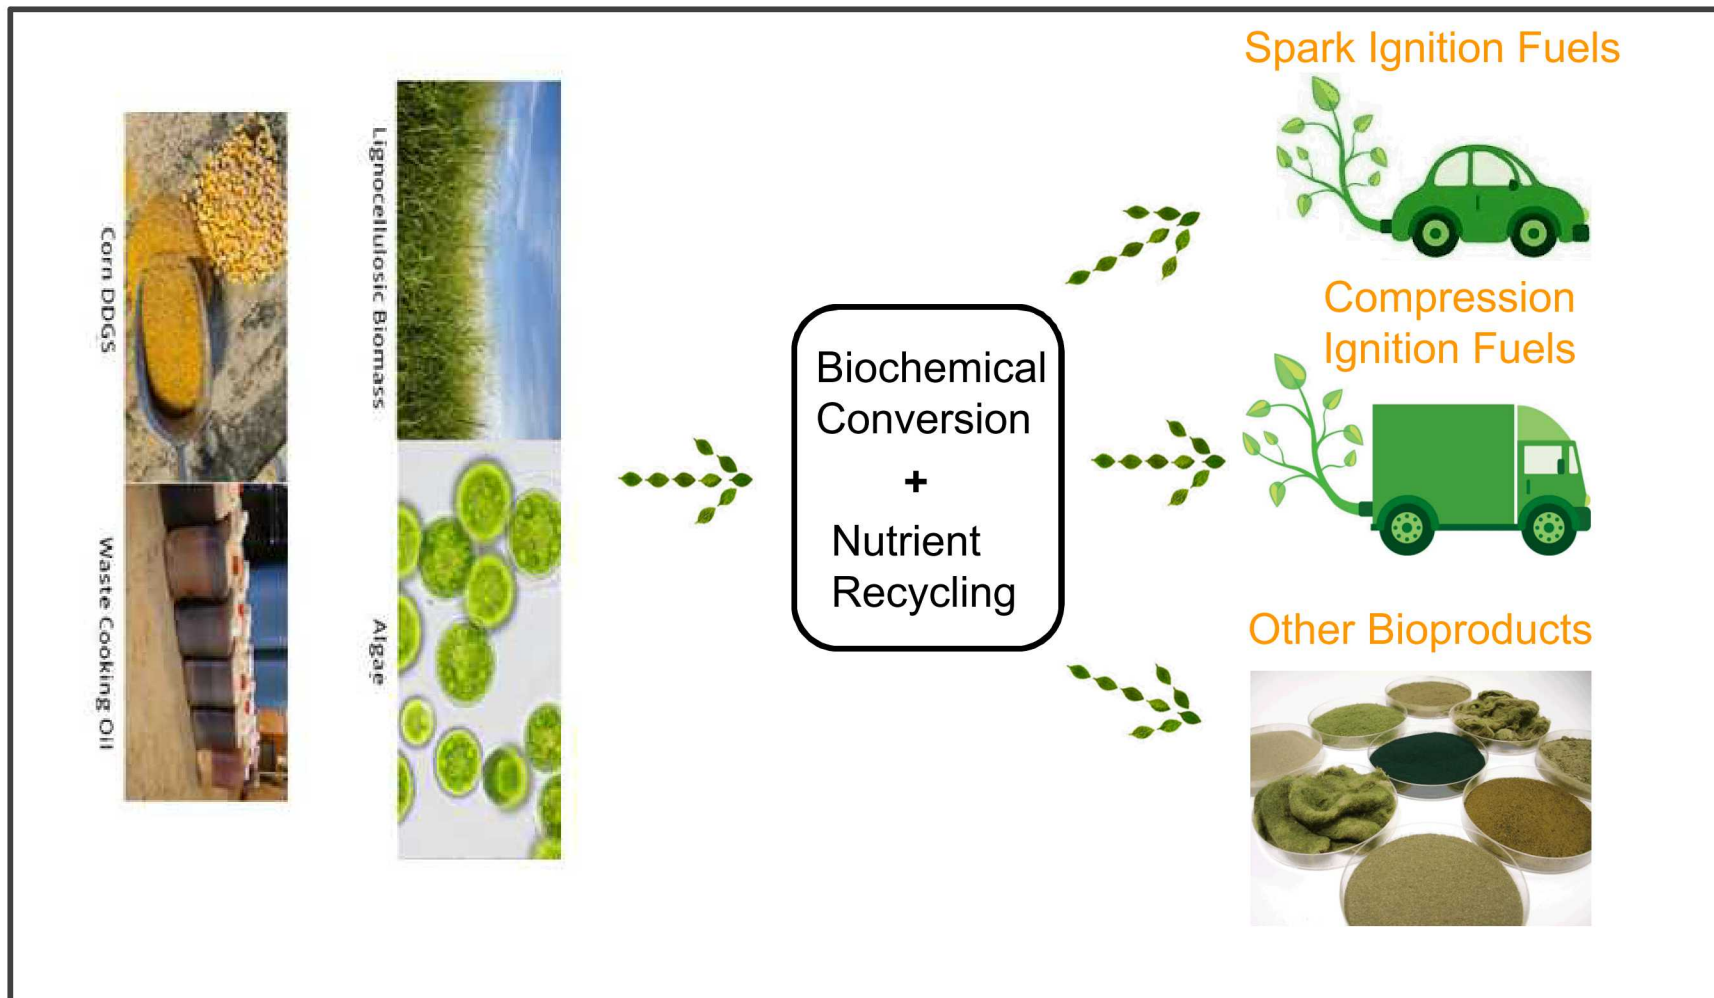 Corn DDGS
Waste Cooking Oil
Lignocellulosic Biomass
Algae
Biochemical
Conversion
+
Nutrient
Recycling
Spark Ignition Fuels
Compression
Ignition Fuels
Other Bioproducts